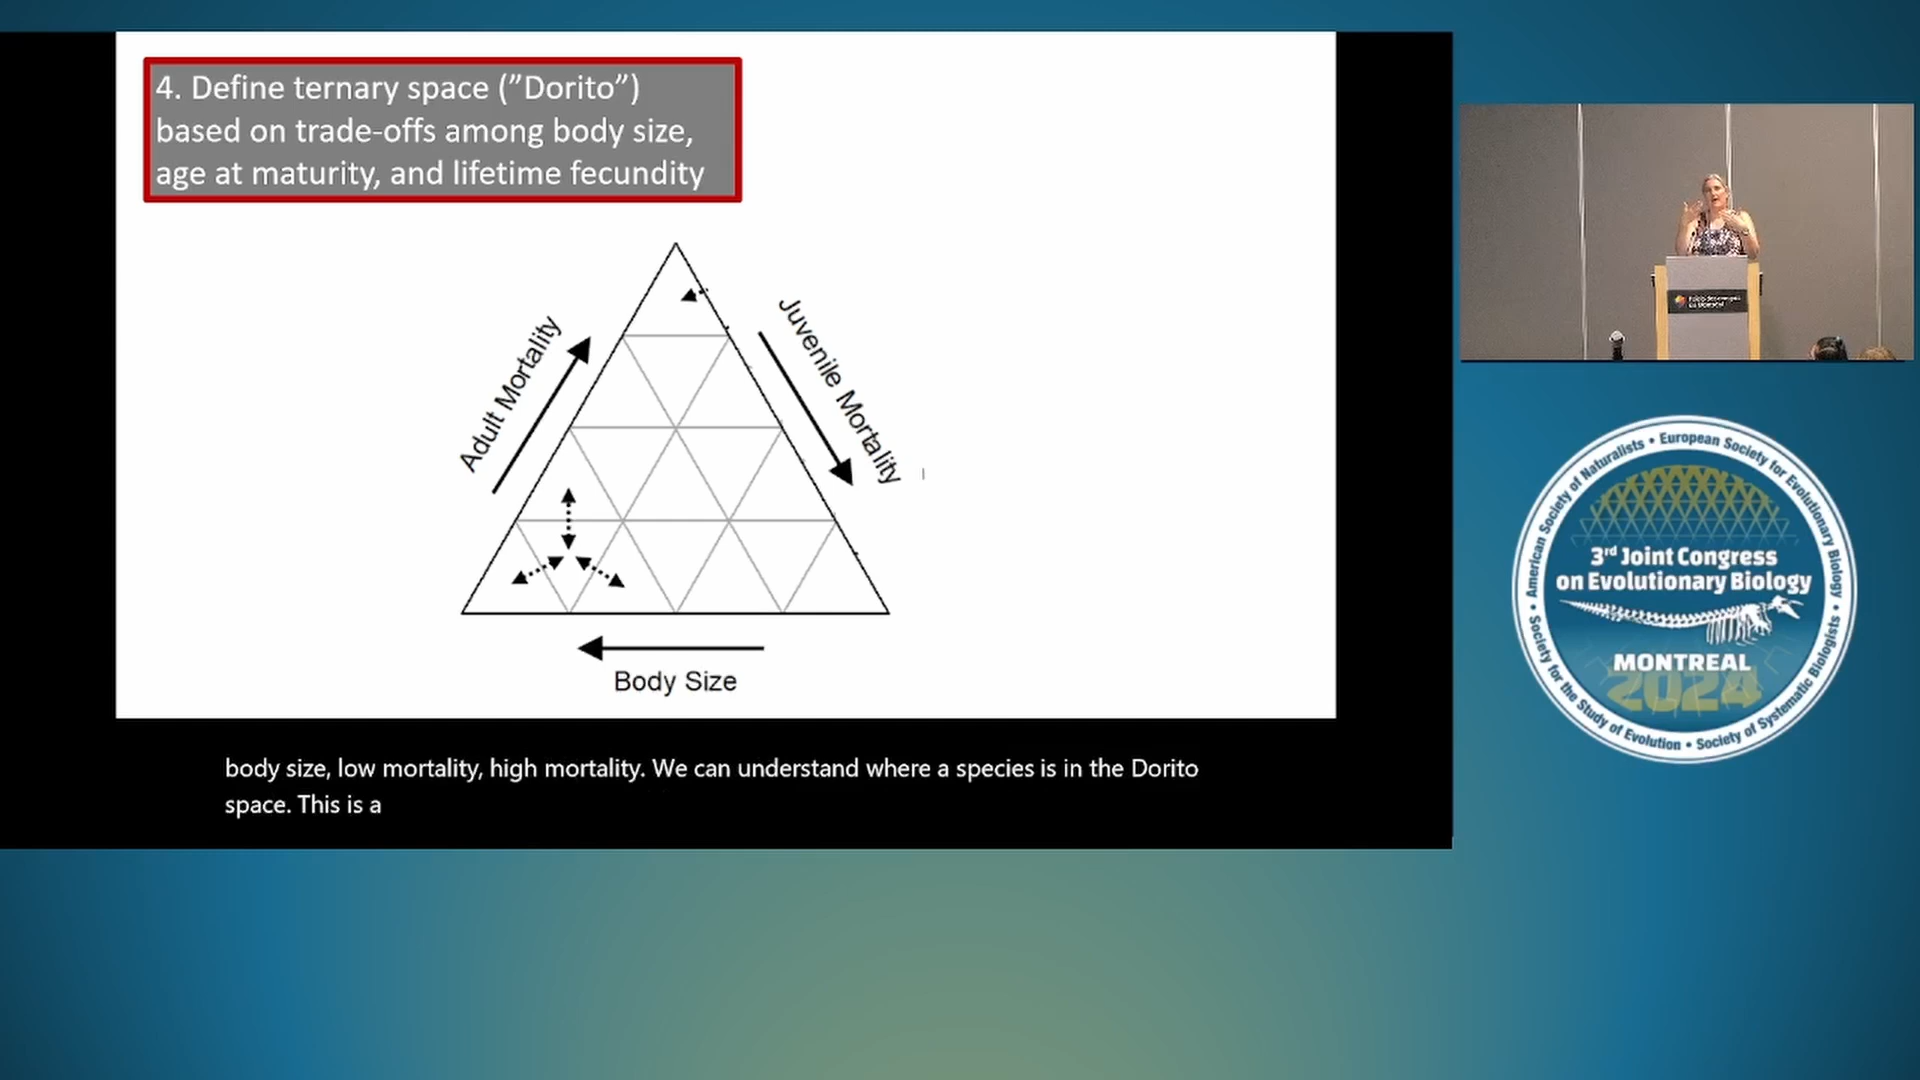 4. Define ternary space (”Dorito”)
based on trade-offs among body size,
age at maturity, and lifetime fecundity
Adult Mortality
Juvenile Mortality
Body Size
body size, low mortality, high mortality. We can understand where a species is in the Dorito
space. This is a
American Society of Naturalists • European Society for Evolutionary Biology •
Society for the Study of Evolution • Society of Systematic Biologists •
3rd Joint Congress
on Evolutionary Biology
MONTREAL
2024